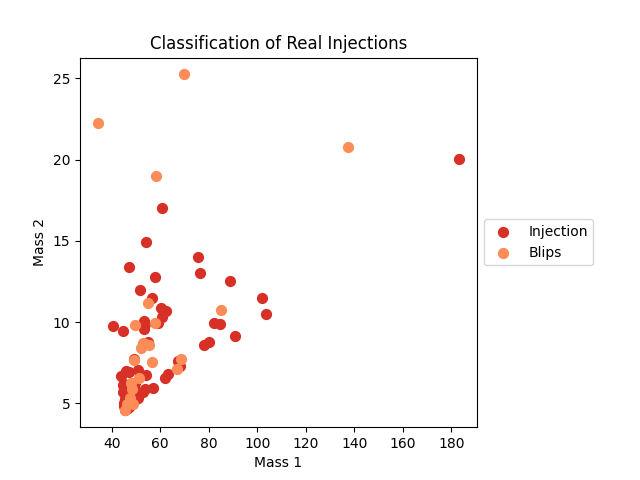 Classification of Real Injections
25
20
15
10
5
Mass 2
40 60 80 100 120 140 160 180
Mass 1
Injection
Blips